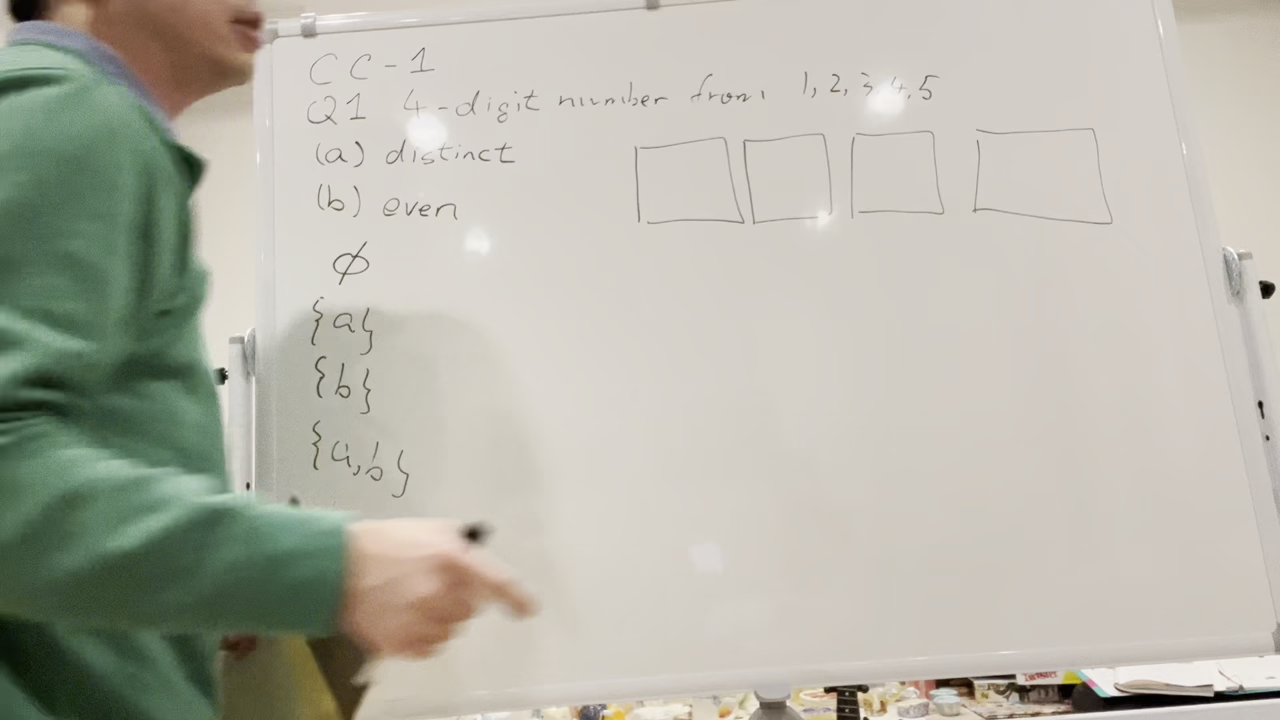 CC-1
Q1 4-digit number from 1, 2, 3, 4, 5
(a) distinct
(b) even
∅
{a}
{b}
{a,b}